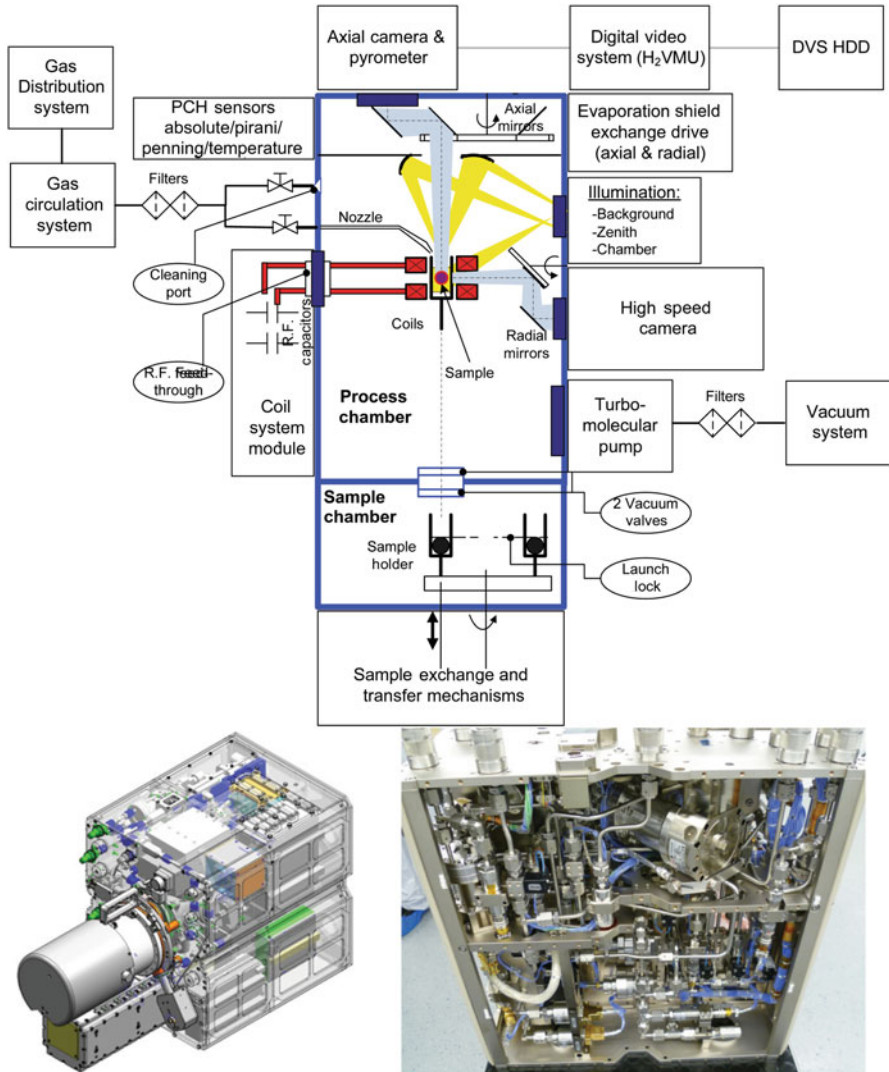 Axial camera &
pyrometer
Digital video
system (H₂VMU)
DVS HDD
Gas
Distribution
system
PCH sensors
absolute/pirani/
penning/temperature
Axial
mirrors
Evaporation shield
exchange drive
(axial & radial)
Gas
circulation
system
Filters
Nozzle
Illumination:
-Background
-Zenith
-Chamber
Cleaning
port
High speed
camera
Coils
Radial
mirrors
R.F.
capacitors
Sample
R.F. Feed-
through
Process
chamber
Coil
system
module
Turbo-
molecular
pump
Filters
Vacuum
system
Sample
chamber
2 Vacuum
valves
Sample
holder
Launch
lock
Sample exchange and
transfer mechanisms